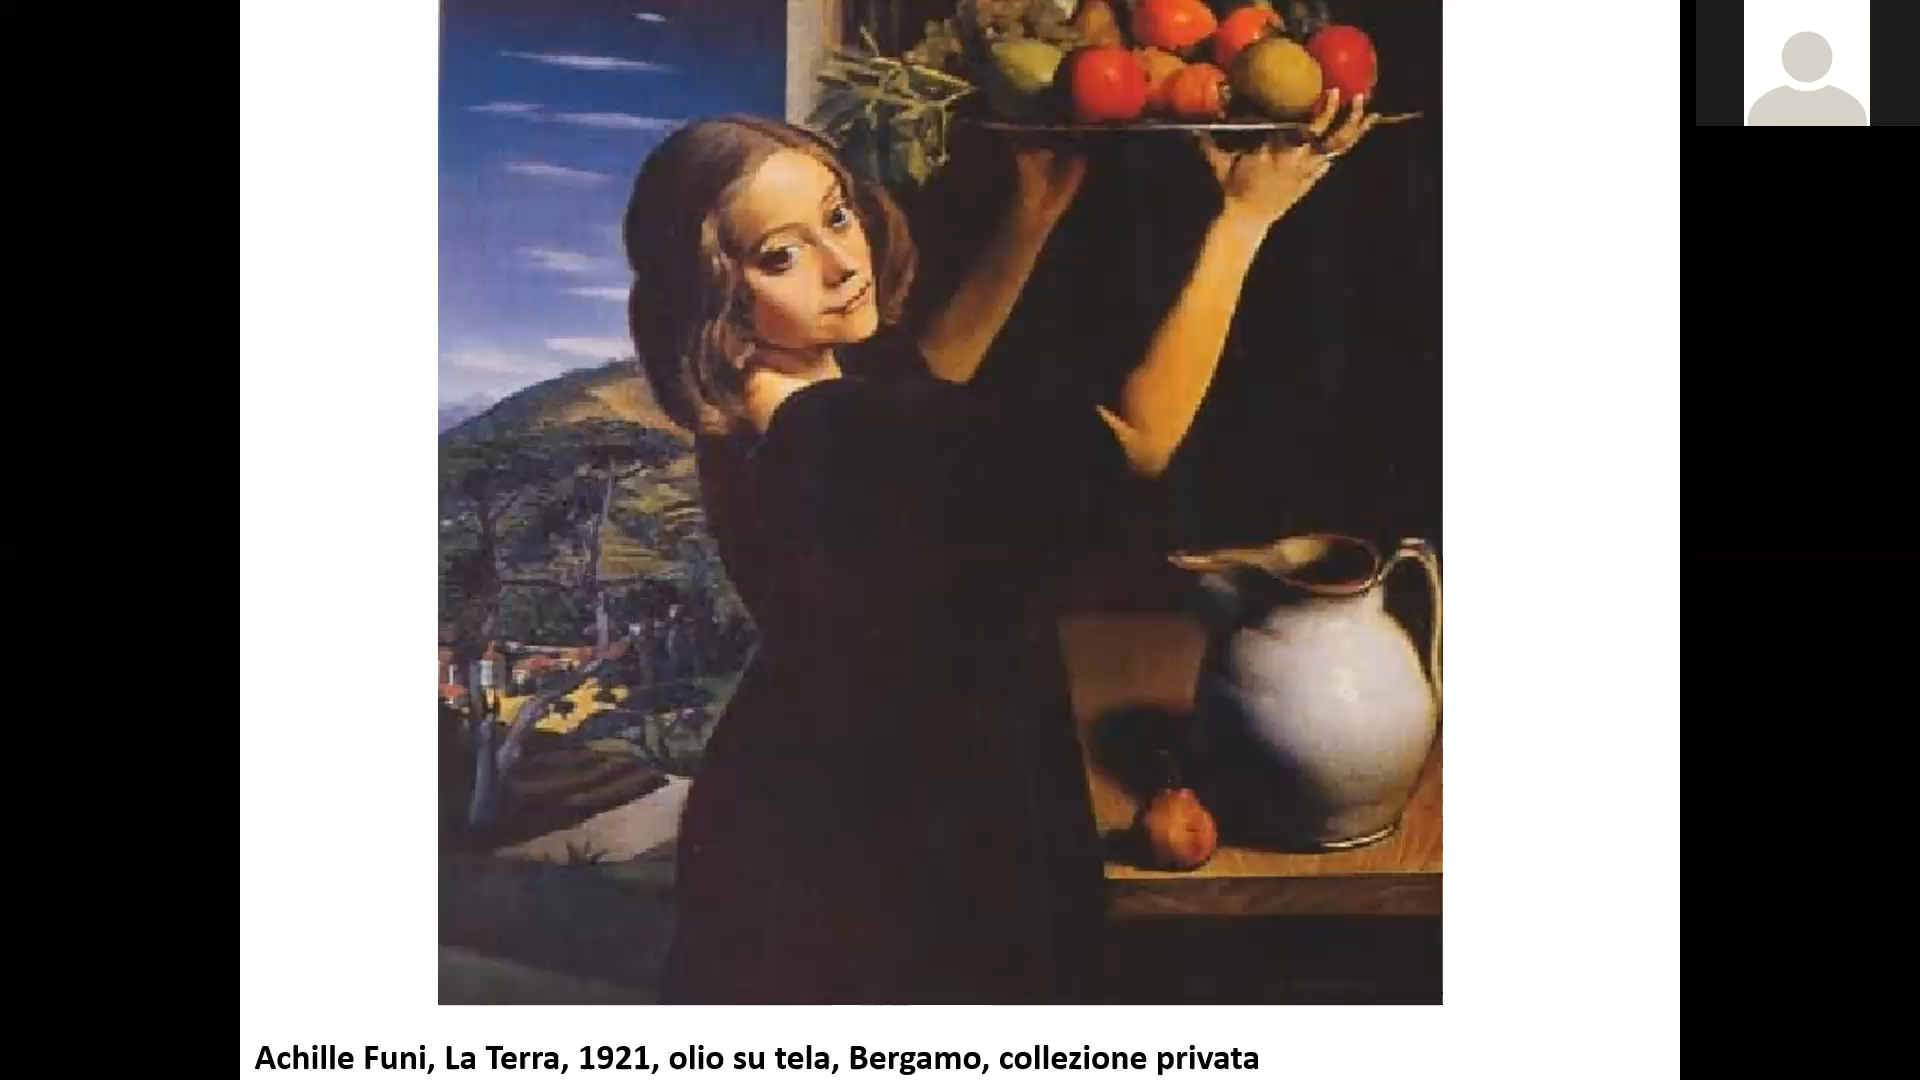 Achille Funi, La Terra, 1921, olio su tela, Bergamo, collezione privata